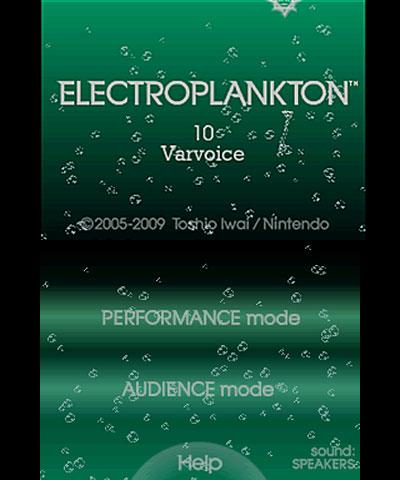 ELECTROPLANKTON™
10
Varvoice
©2005-2009 Toshio Iwai / Nintendo
PERFORMANCE mode
AUDIENCE mode
Help
sound:
SPEAKERS